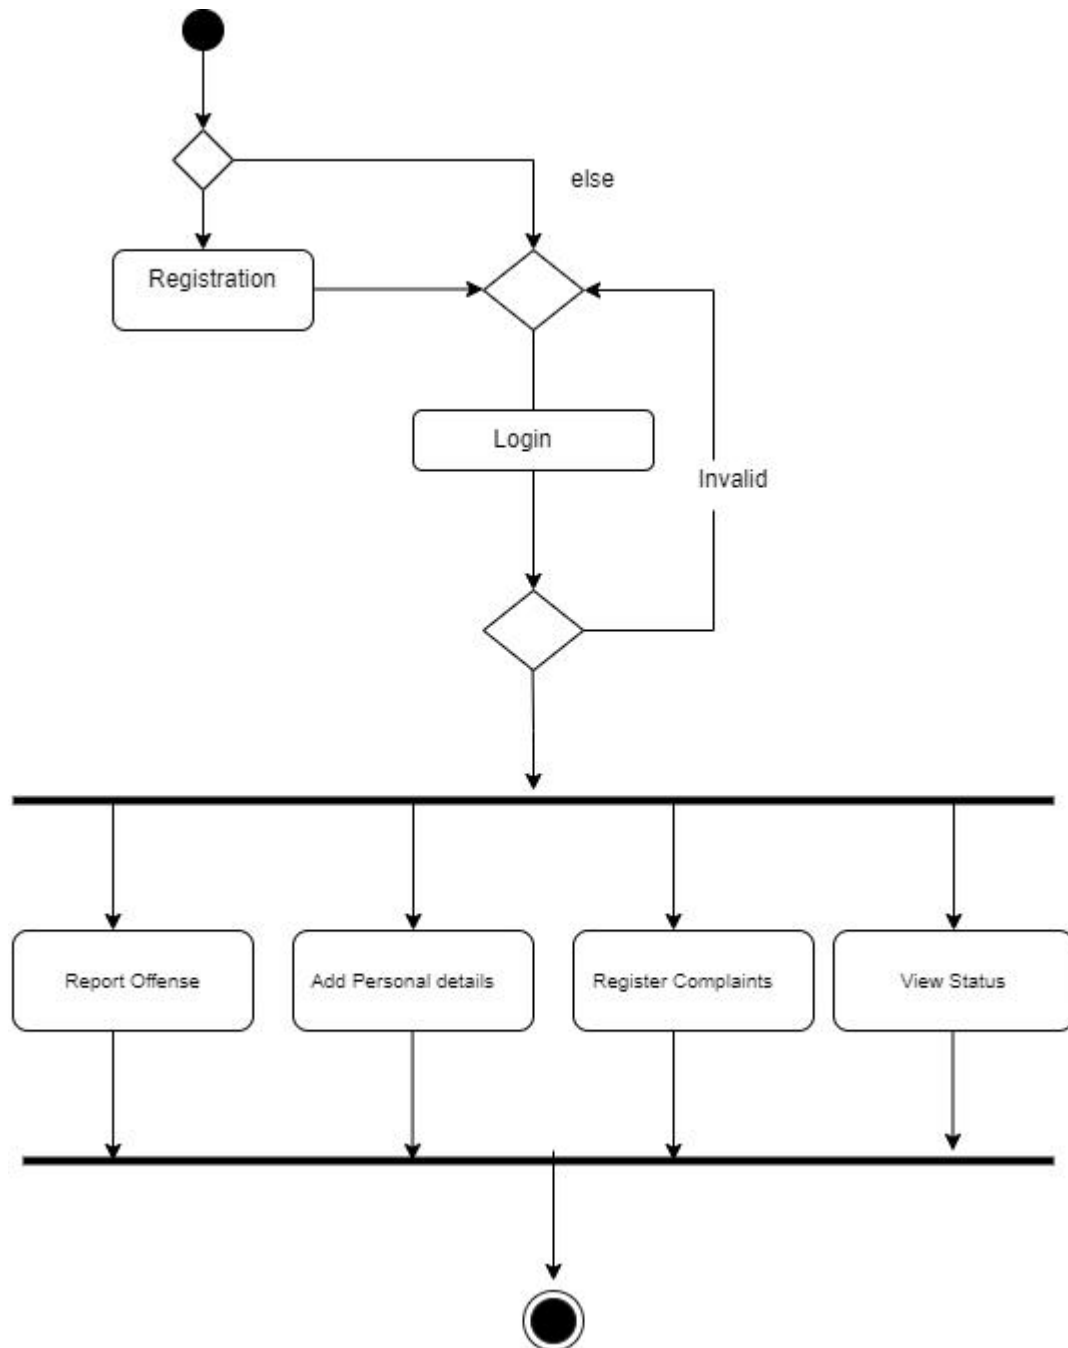 else
Registration
Login
Invalid
Report Offense
Add Personal details
Register Complaints
View Status